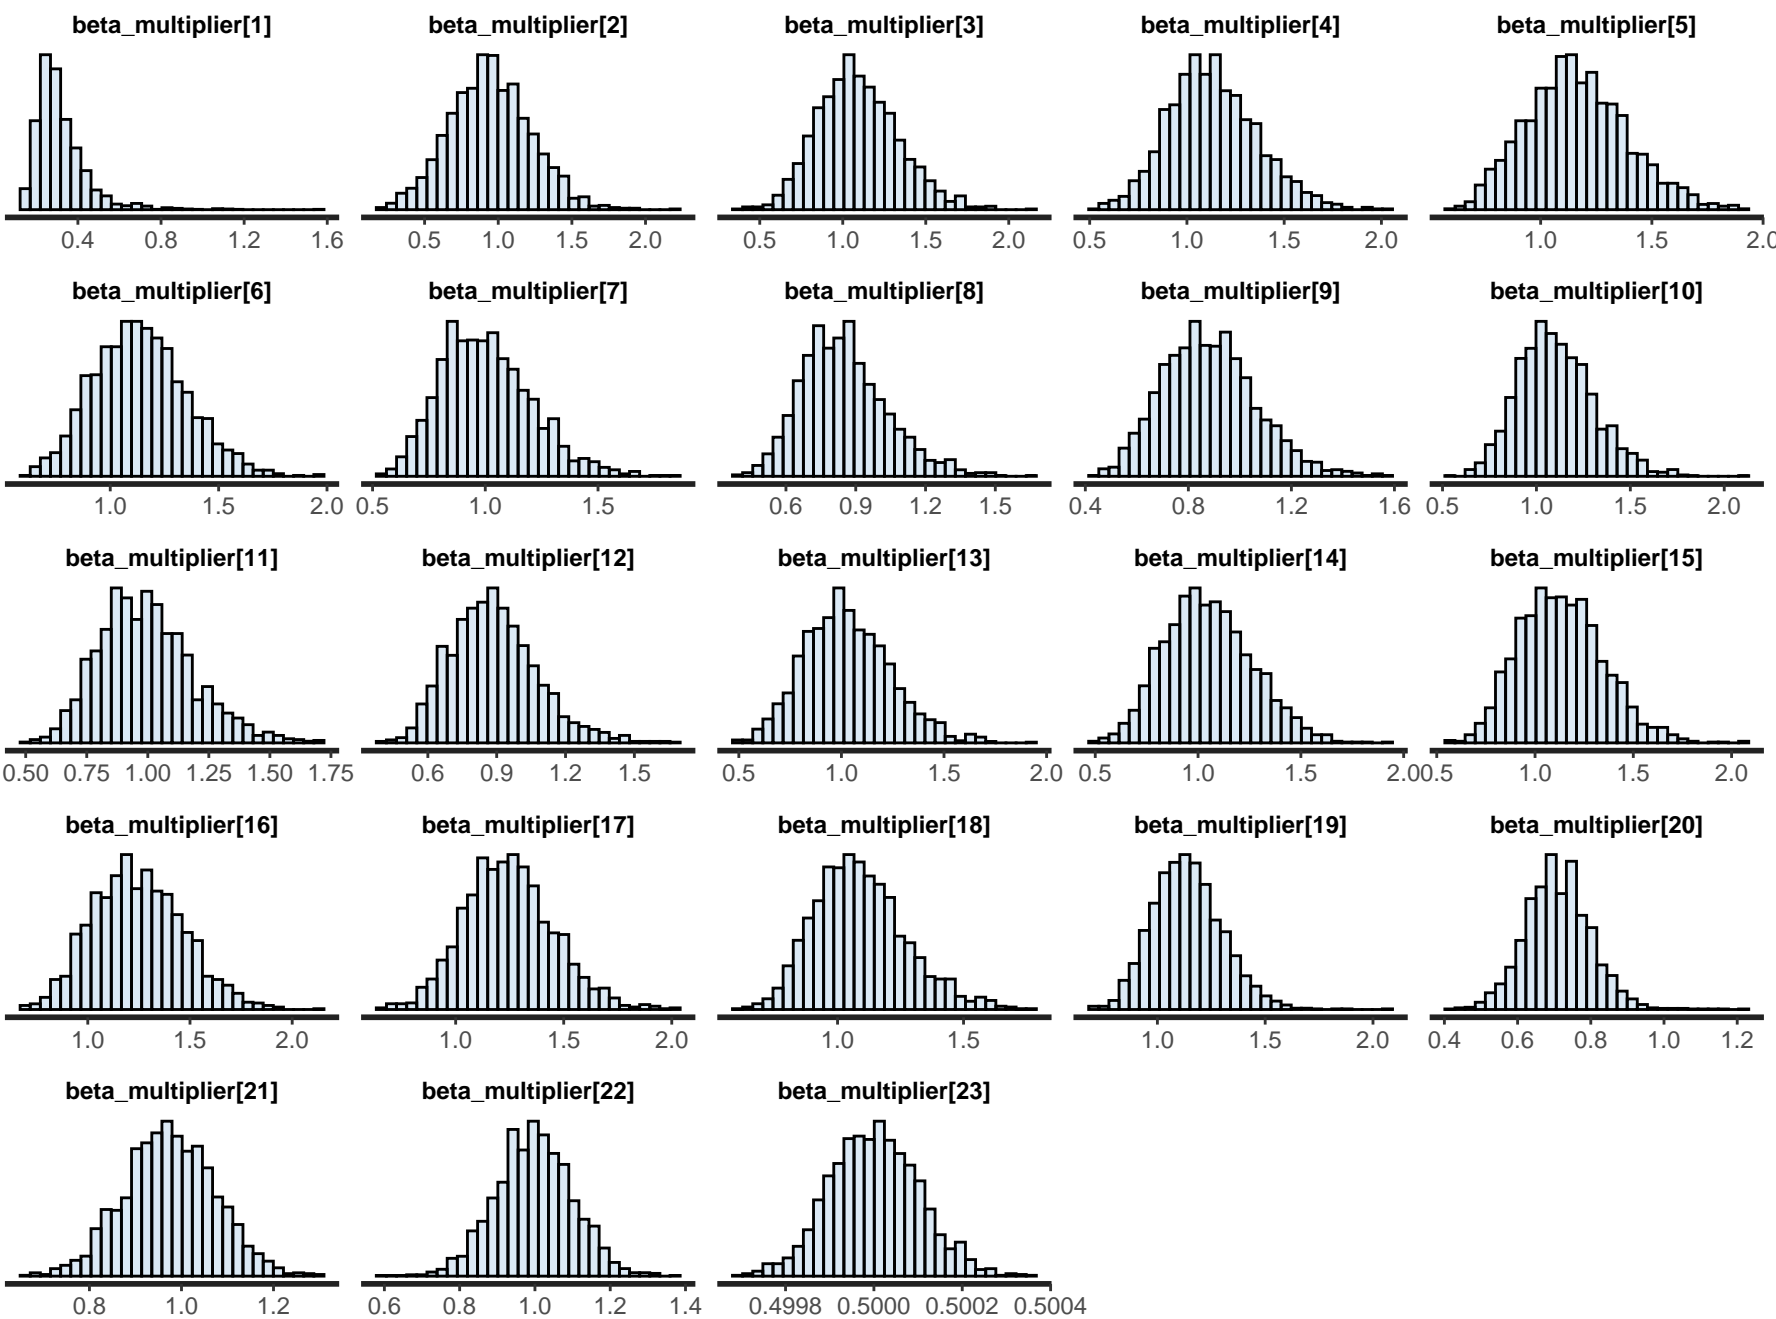 beta_multiplier[1] beta_multiplier[2] beta_multiplier[3] beta_multiplier[4] beta_multiplier[5]
0.4 0.8 1.2 1.6 0.5 1.0 1.5 2.0 0.5 1.0 1.5 2.0 0.5 1.0 1.5 2.0 1.0 1.5 2.0
beta_multiplier[6] beta_multiplier[7] beta_multiplier[8] beta_multiplier[9] beta_multiplier[10]
1.0 1.5 2.0 0.5 1.0 1.5 0.6 0.9 1.2 1.5 0.4 0.8 1.2 1.6 0.5 1.0 1.5 2.0
beta_multiplier[11] beta_multiplier[12] beta_multiplier[13] beta_multiplier[14] beta_multiplier[15]
0.50 0.75 1.00 1.25 1.50 1.75 0.6 0.9 1.2 1.5 0.5 1.0 1.5 2.0 0.5 1.0 1.5 2.0 0.5 1.0 1.5 2.0
beta_multiplier[16] beta_multiplier[17] beta_multiplier[18] beta_multiplier[19] beta_multiplier[20]
1.0 1.5 2.0 1.0 1.5 2.0 1.0 1.5 1.0 1.5 2.0 0.4 0.6 0.8 1.0 1.2
beta_multiplier[21] beta_multiplier[22] beta_multiplier[23]
0.8 1.0 1.2 0.6 0.8 1.0 1.2 1.4 0.4998 0.5000 0.5002 0.5004